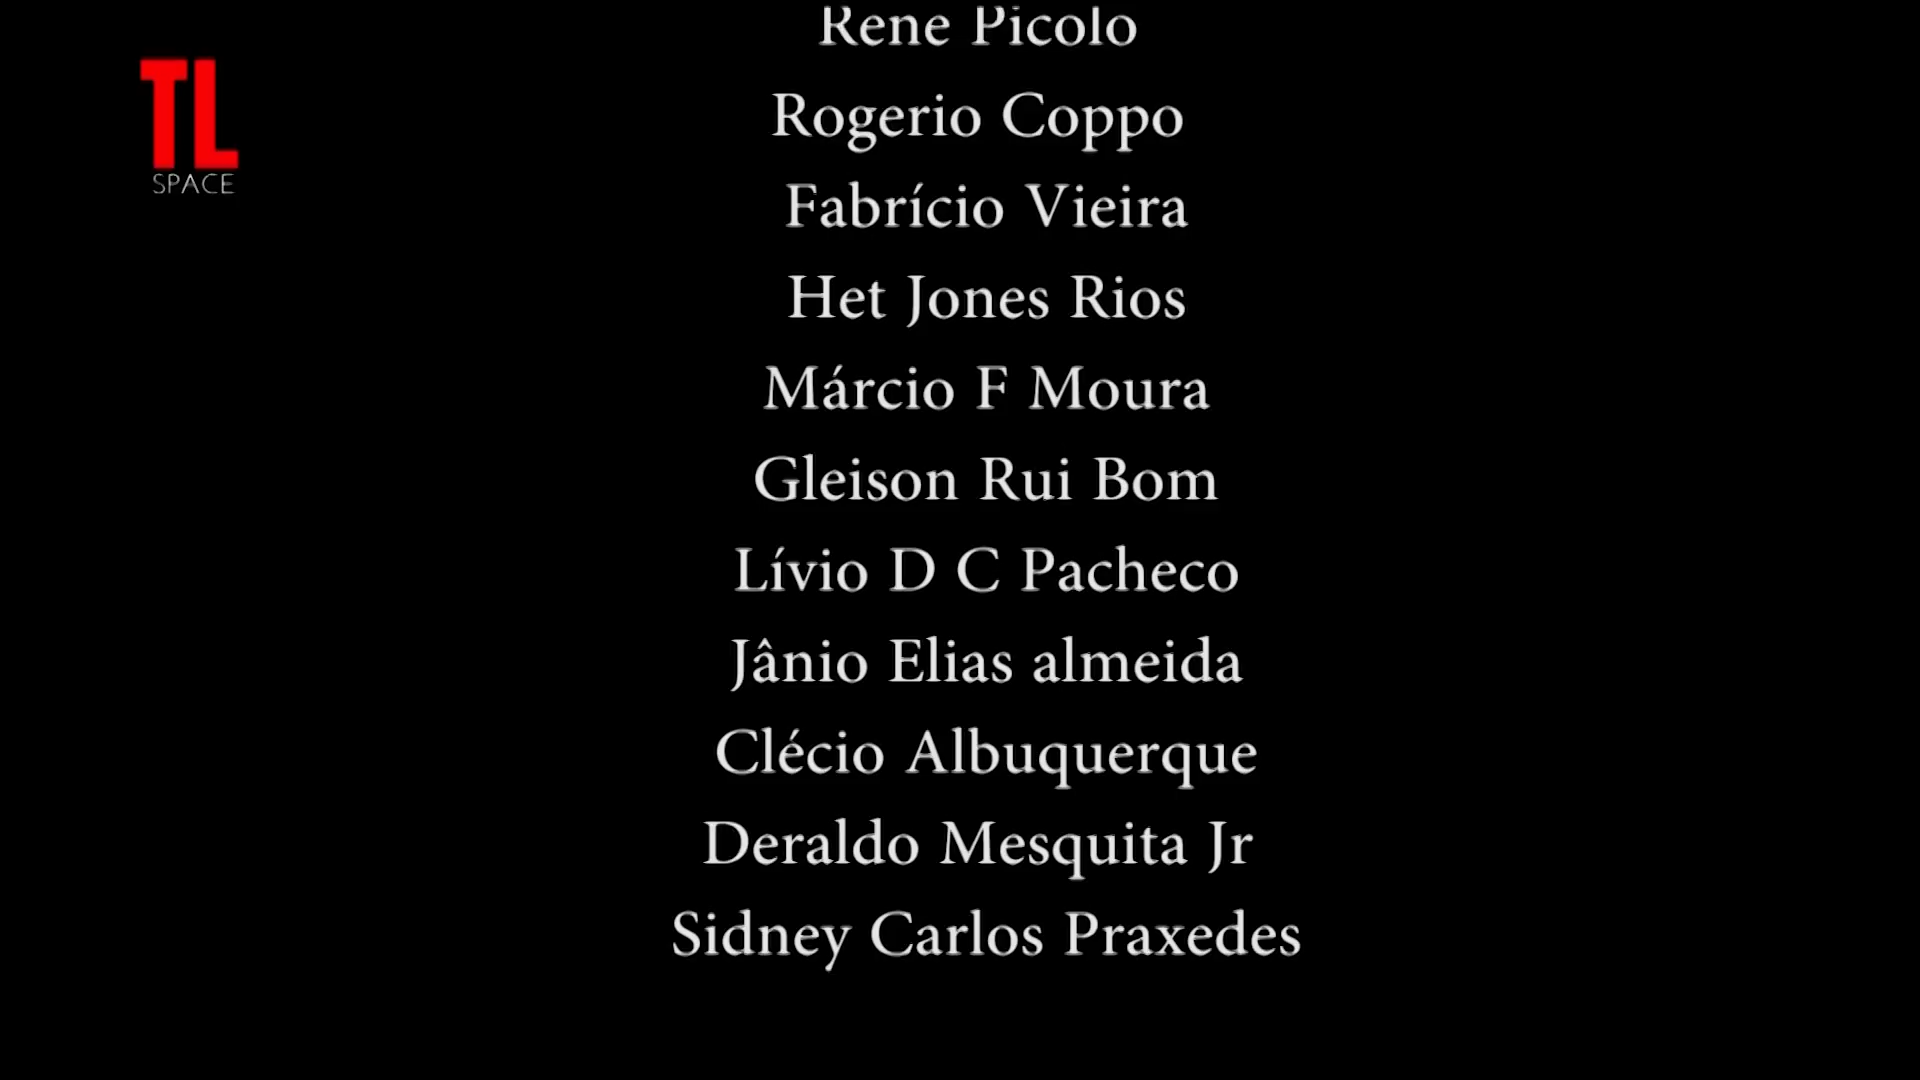 TL
SPACE
Rene Picolo
Rogerio Coppo
Fabrício Vieira
Het Jones Rios
Márcio F Moura
Gleison Rui Bom
Lívio D C Pacheco
Jânio Elias almeida
Clécio Albuquerque
Deraldo Mesquita Jr
Sidney Carlos Praxedes